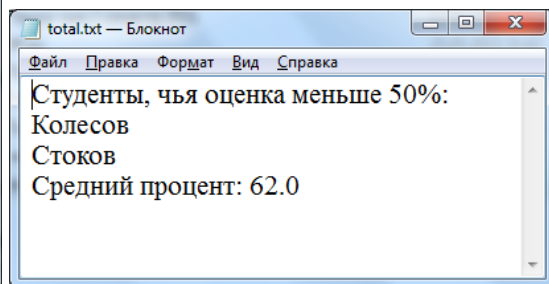 total.txt — Блокнот
Файл Правка Формат Вид Справка
Студенты, чья оценка меньше 50%:
Колесов
Стоков
Средний процент: 62.0